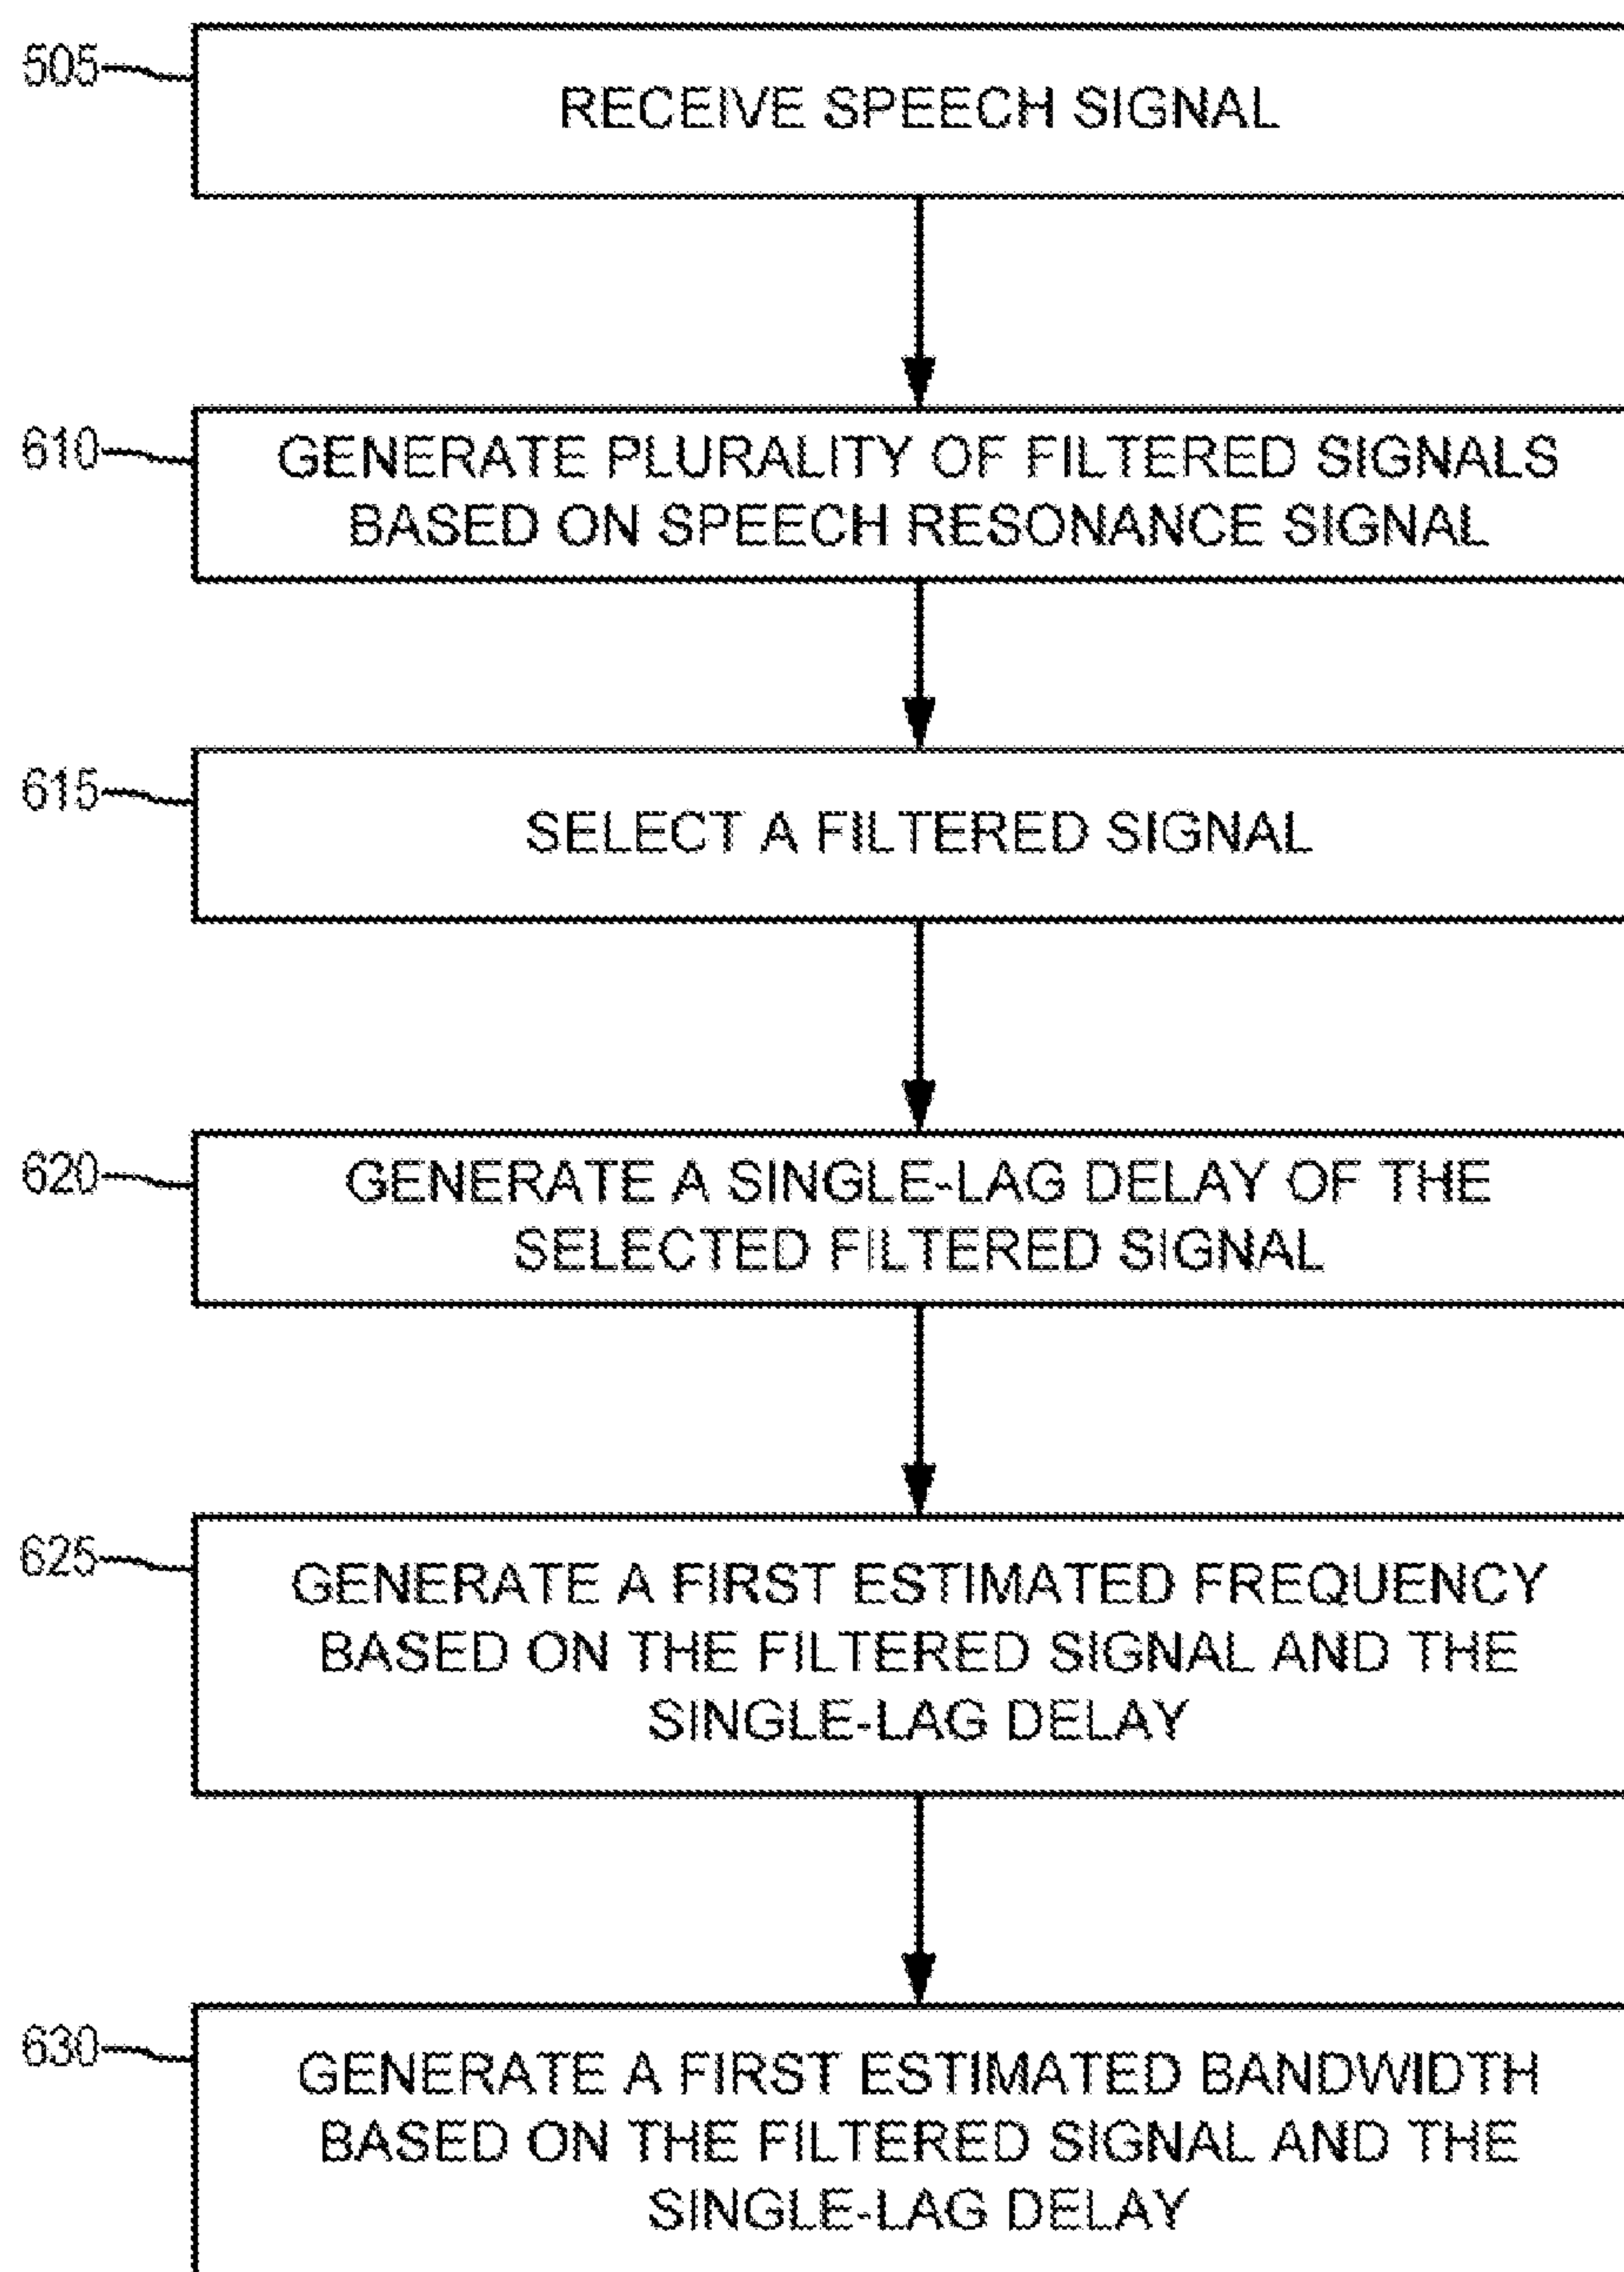 505
RECEIVE SPEECH SIGNAL
610
GENERATE PLURALITY OF FILTERED SIGNALS
BASED ON SPEECH RESONANCE SIGNAL
615
SELECT A FILTERED SIGNAL
620
GENERATE A SINGLE-LAG DELAY OF THE
SELECTED FILTERED SIGNAL
625
GENERATE A FIRST ESTIMATED FREQUENCY
BASED ON THE FILTERED SIGNAL AND THE
SINGLE-LAG DELAY
630
GENERATE A FIRST ESTIMATED BANDWIDTH
BASED ON THE FILTERED SIGNAL AND THE
SINGLE-LAG DELAY